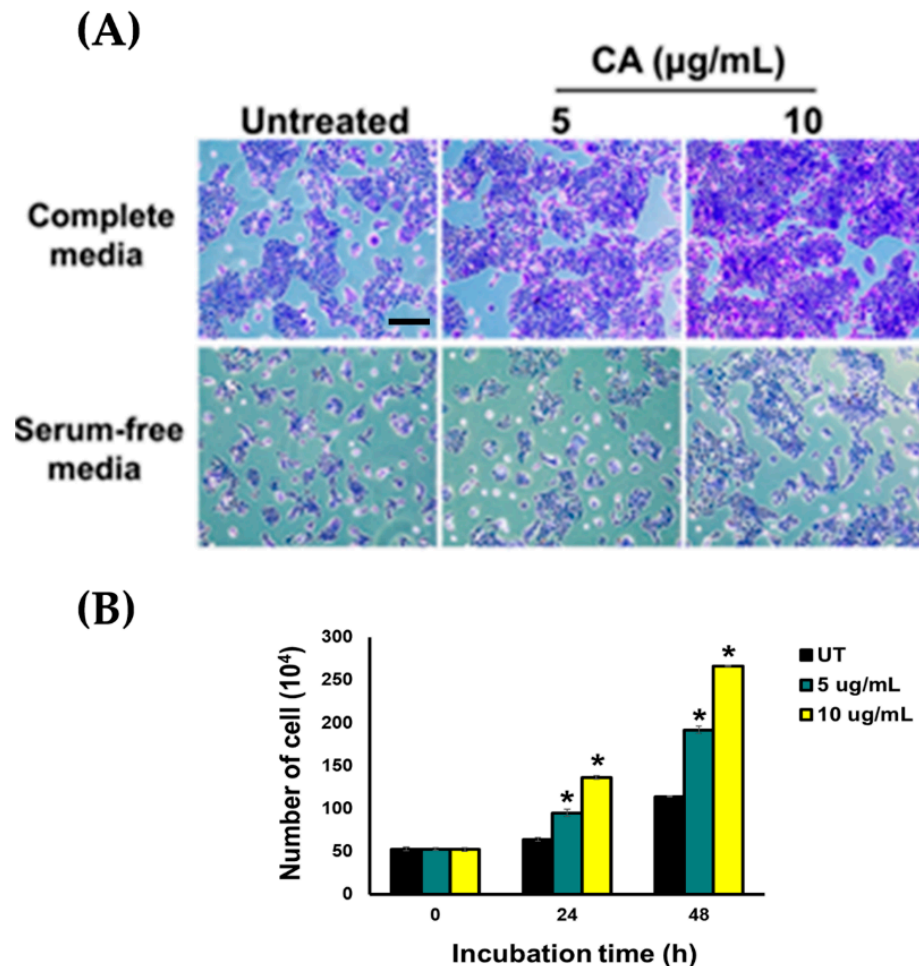 (A)
CA (µg/mL)
Untreated 5 10
Complete
media
Serum-free
media
(B)
Number of cell (10⁴)
300
250
200
150
100
50
0
* * * *
UT
5 ug/mL
10 ug/mL
0 24 48
Incubation time (h)